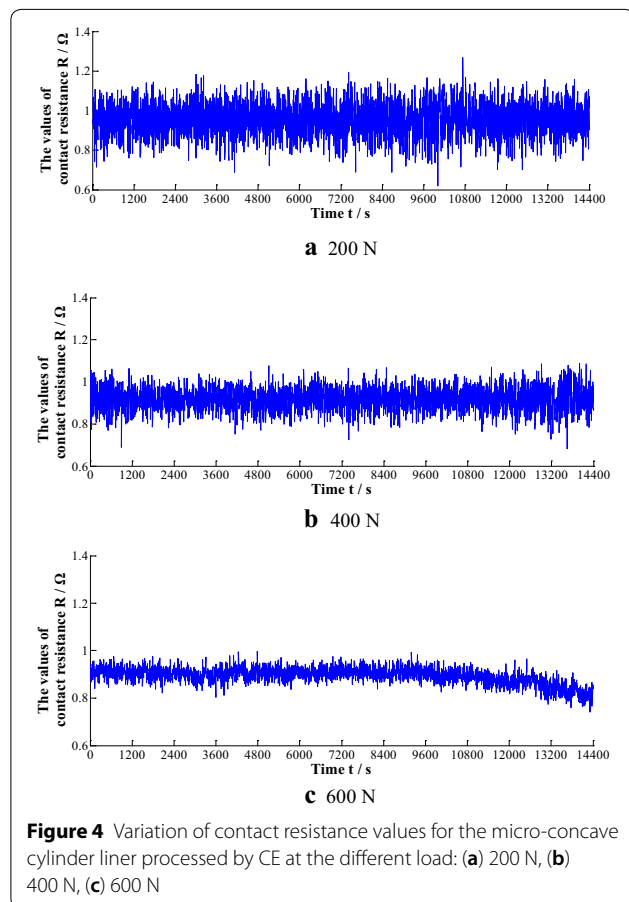 The values of
contact resistance R / Ω
1.4
1.2
1
0.8
0.6
0 1200 2400 3600 4800 6000 7200 8400 9600 10800 12000 13200 14400
Time t / s
a 200 N
The values of
contact resistance R / Ω
1.4
1.2
1
0.8
0.6
0 1200 2400 3600 4800 6000 7200 8400 9600 10800 12000 13200 14400
Time t / s
b 400 N
The values of
contact resistance R / Ω
1.4
1.2
1
0.8
0.6
0 1200 2400 3600 4800 6000 7200 8400 9600 10800 12000 13200 14400
Time t / s
c 600 N
Figure 4 Variation of contact resistance values for the micro-concave
cylinder liner processed by CE at the different load: (a) 200 N, (b)
400 N, (c) 600 N